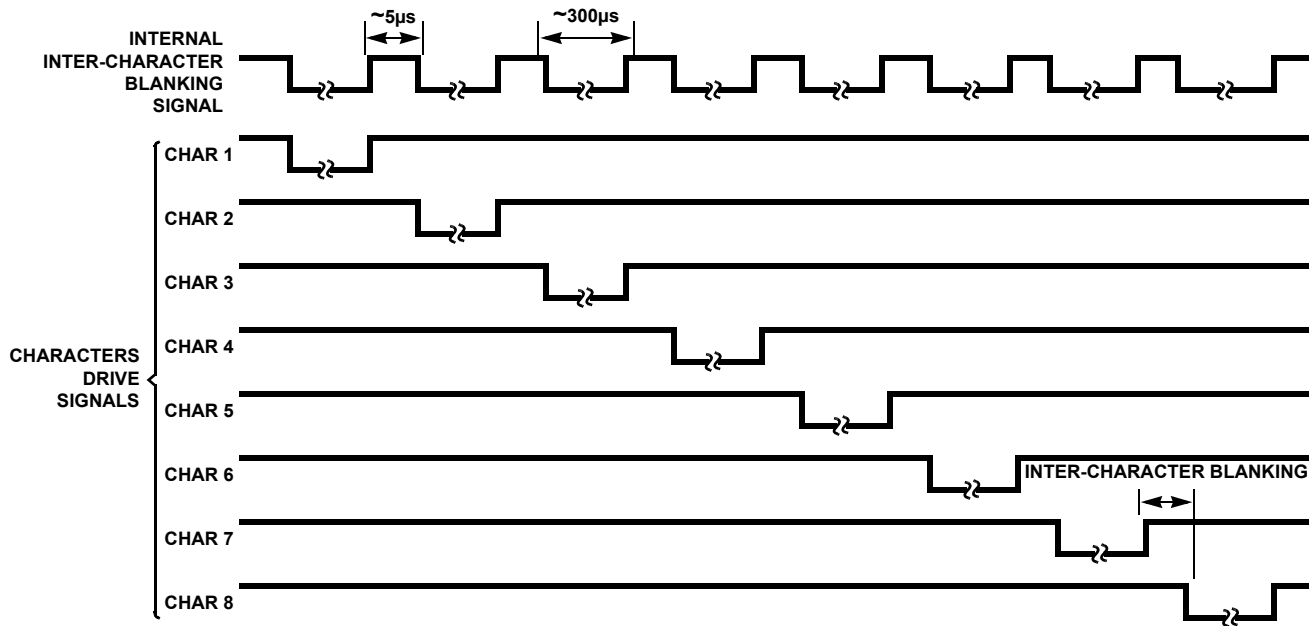 ~5µs
~300µs
INTERNAL
INTER-CHARACTER
BLANKING
SIGNAL
CHAR 1
CHAR 2
CHAR 3
CHAR 4
CHARACTERS
DRIVE
SIGNALS
CHAR 5
CHAR 6
INTER-CHARACTER BLANKING
CHAR 7
CHAR 8